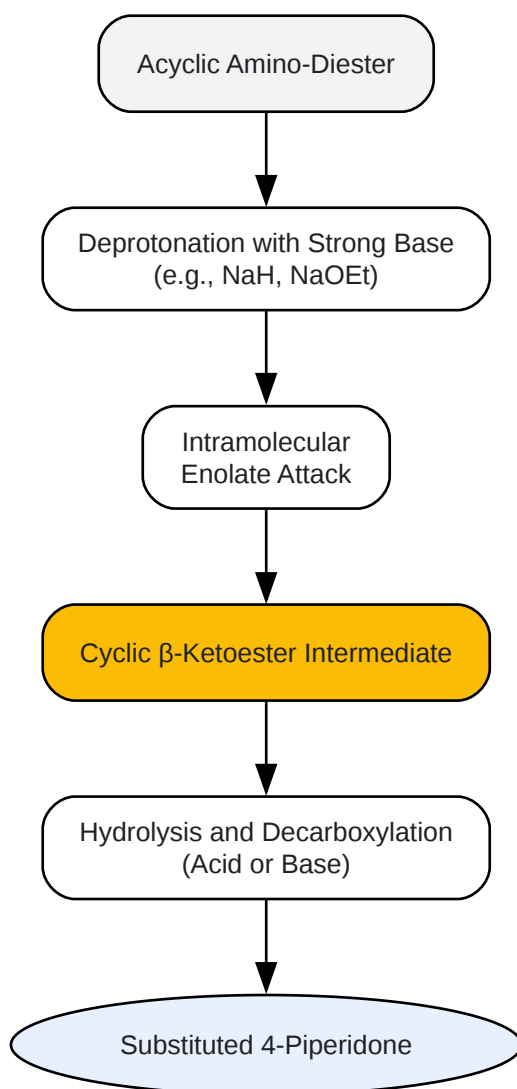 Acyclic Amino-Diester
Deprotonation with Strong Base
(e.g., NaH, NaOEt)
Intramolecular
Enolate Attack
Cyclic β-Ketoester Intermediate
Hydrolysis and Decarboxylation
(Acid or Base)
Substituted 4-Piperidone